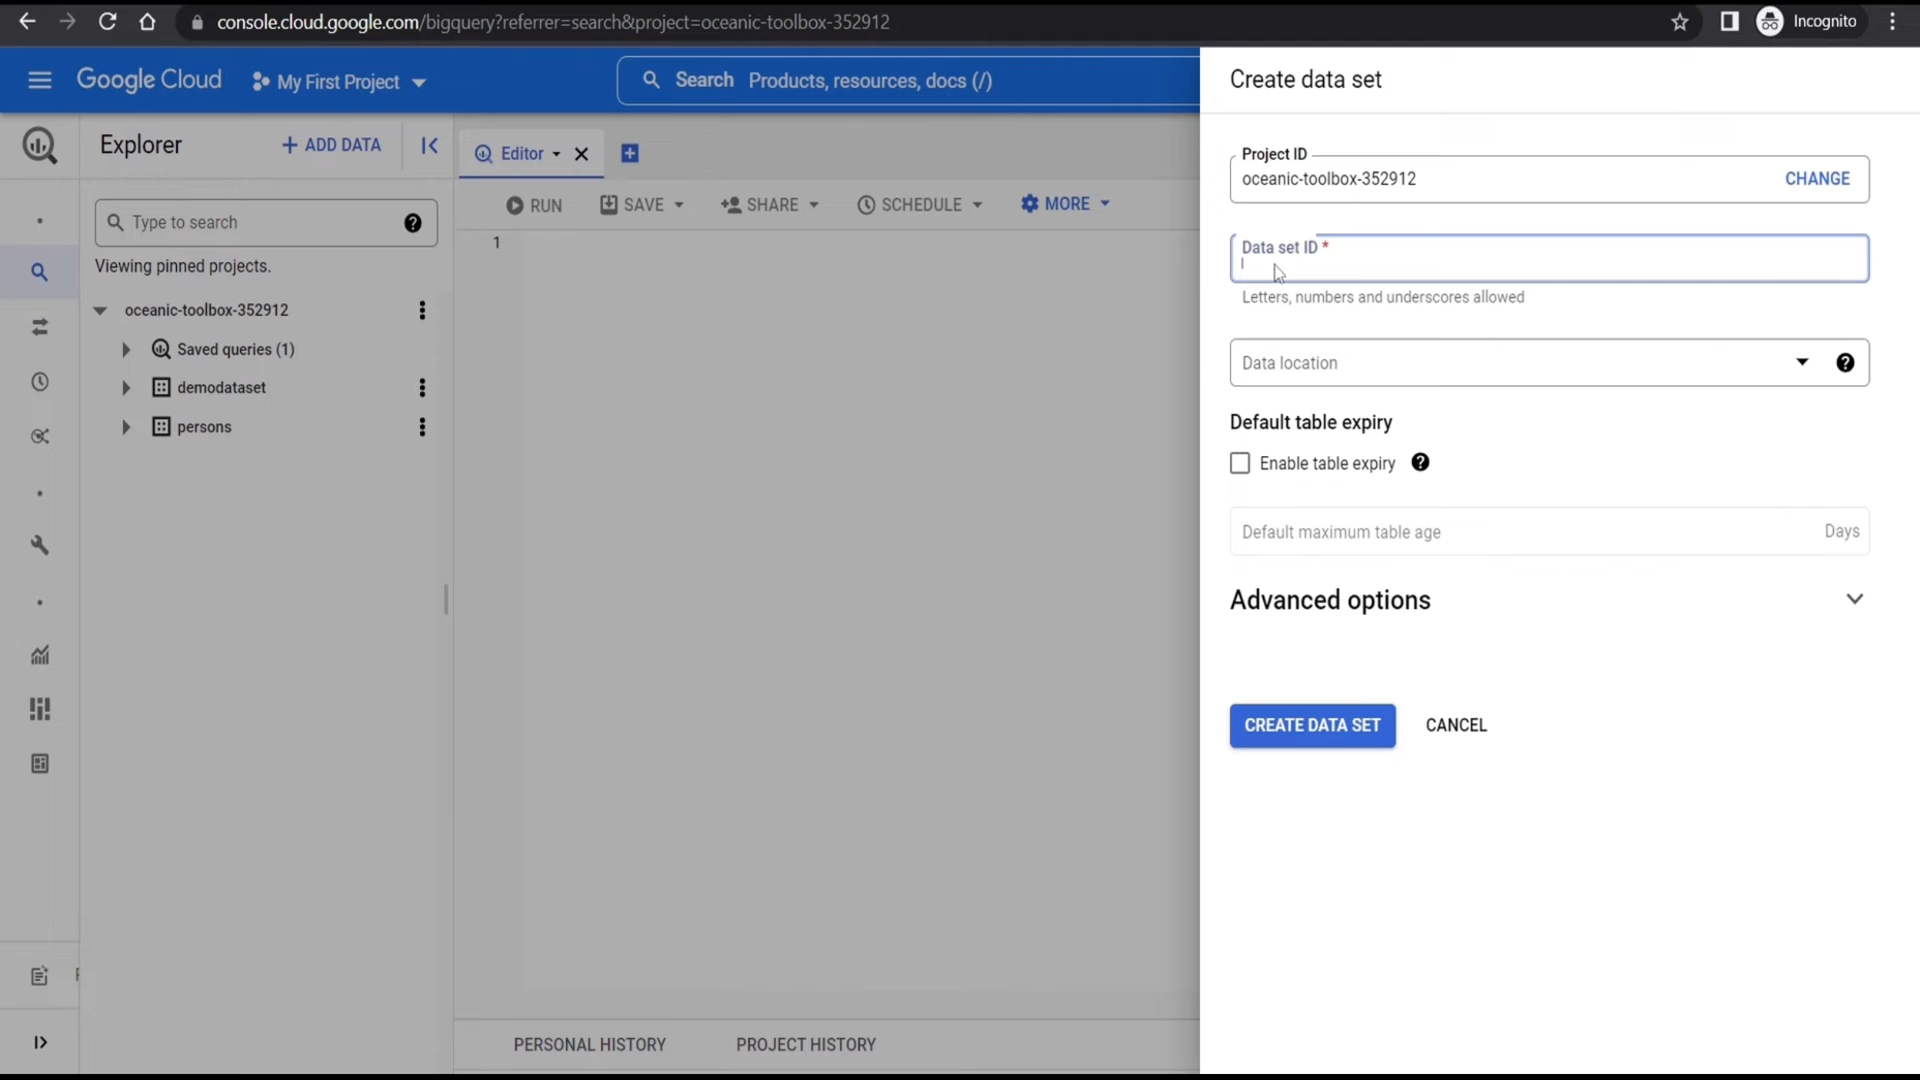 console.cloud.google.com/bigquery?referrer=search&project=oceanic-toolbox-352912
Incognito
Google Cloud
My First Project
Search Products, resources, docs (/)
Explorer
+ ADD DATA
Editor
RUN
SAVE
SHARE
SCHEDULE
MORE
Type to search
1
Viewing pinned projects.
oceanic-toolbox-352912
Saved queries (1)
demodataset
persons
PERSONAL HISTORY
PROJECT HISTORY
Create data set
Project ID
oceanic-toolbox-352912
CHANGE
Data set ID *
Letters, numbers and underscores allowed
Data location
Default table expiry
Enable table expiry
Default maximum table age
Days
Advanced options
CREATE DATA SET
CANCEL